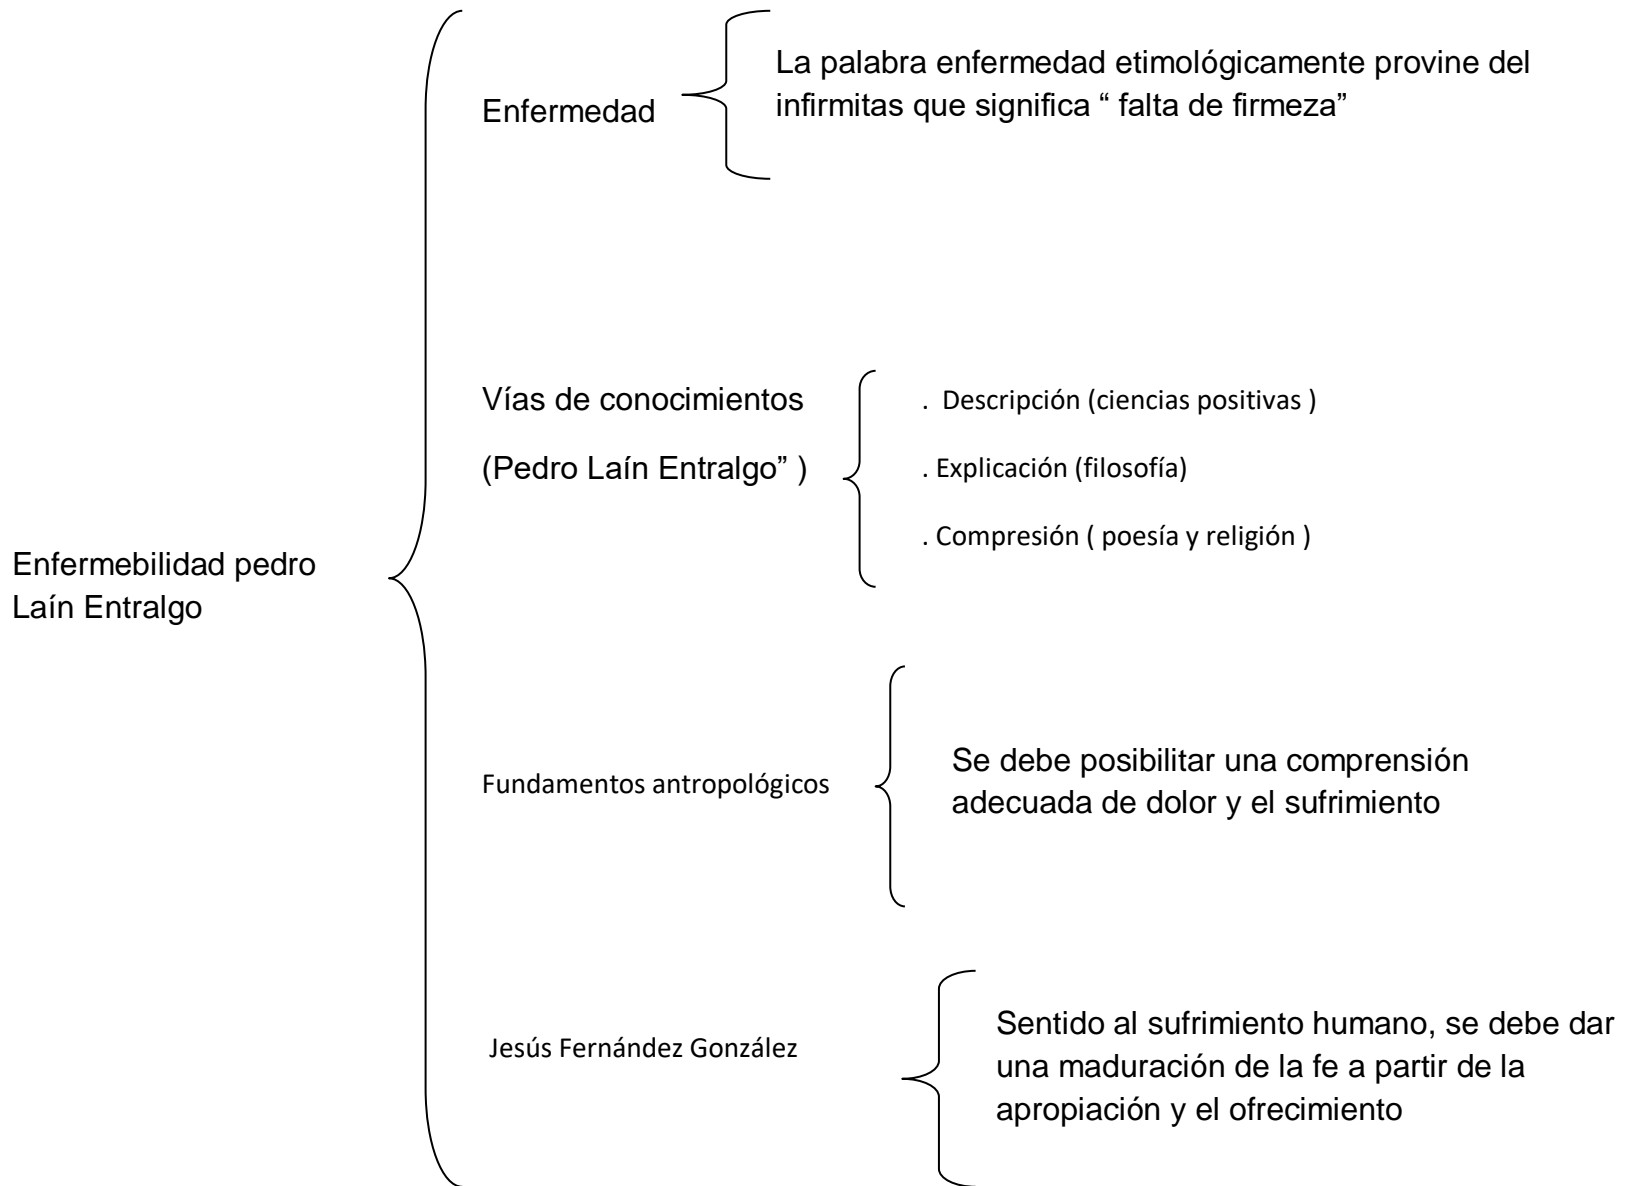 Enfermebilidad pedro
Laín Entralgo
Enfermedad
La palabra enfermedad etimológicamente provine del
infirmitas que significa “ falta de firmeza”
Vías de conocimientos
(Pedro Laín Entralgo” )
. Descripción (ciencias positivas )
. Explicación (filosofía)
. Compresión ( poesía y religión )
Fundamentos antropológicos
Se debe posibilitar una comprensión
adecuada de dolor y el sufrimiento
Jesús Fernández González
Sentido al sufrimiento humano, se debe dar
una maduración de la fe a partir de la
apropiación y el ofrecimiento